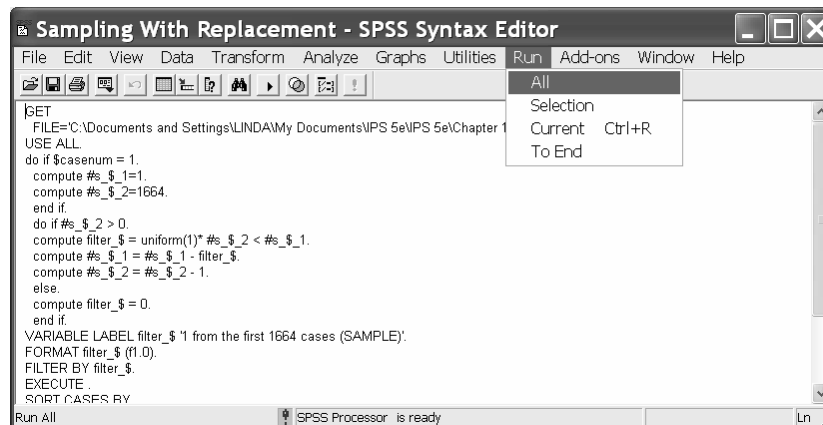 Sampling With Replacement - SPSS Syntax Editor
File Edit View Data Transform Analyze Graphs Utilities Run Add-ons Window Help
All
Selection
Current Ctrl+R
To End
GET
FILE='C:\Documents and Settings\LINDA\My Documents\IPS 5e\IPS 5e\Chapter 1
USE ALL.
do if $casenum = 1.
compute #s_$_1=1.
compute #s_$_2=1664.
end if.
do if #s_$_2 > 0.
compute filter_$ = uniform(1)* #s_$_2 < #s_$_1.
compute #s_$_1 = #s_$_1 - filter_$.
compute #s_$_2 = #s_$_2 - 1.
else.
compute filter_$ = 0.
end if.
VARIABLE LABEL filter_$ '1 from the first 1664 cases (SAMPLE)'.
FORMAT filter_$ (f1.0).
FILTER BY filter_$.
EXECUTE .
SORT CASES BY
Run All
SPSS Processor is ready
Ln